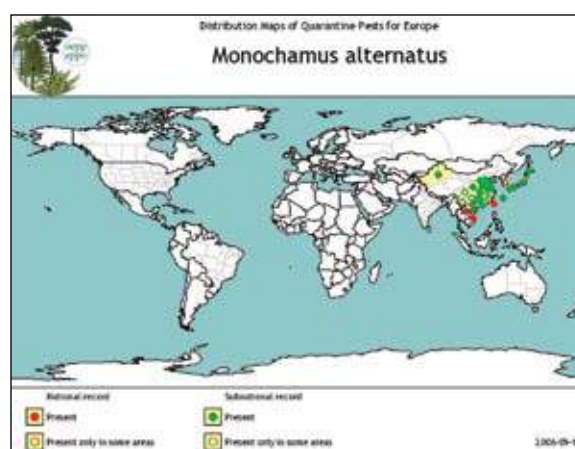 Distribution Maps of Quarantine Pests for Europe
Monochamus alternatus
National record
Present
Present only in some areas
Subnational record
Present
Present only in some areas